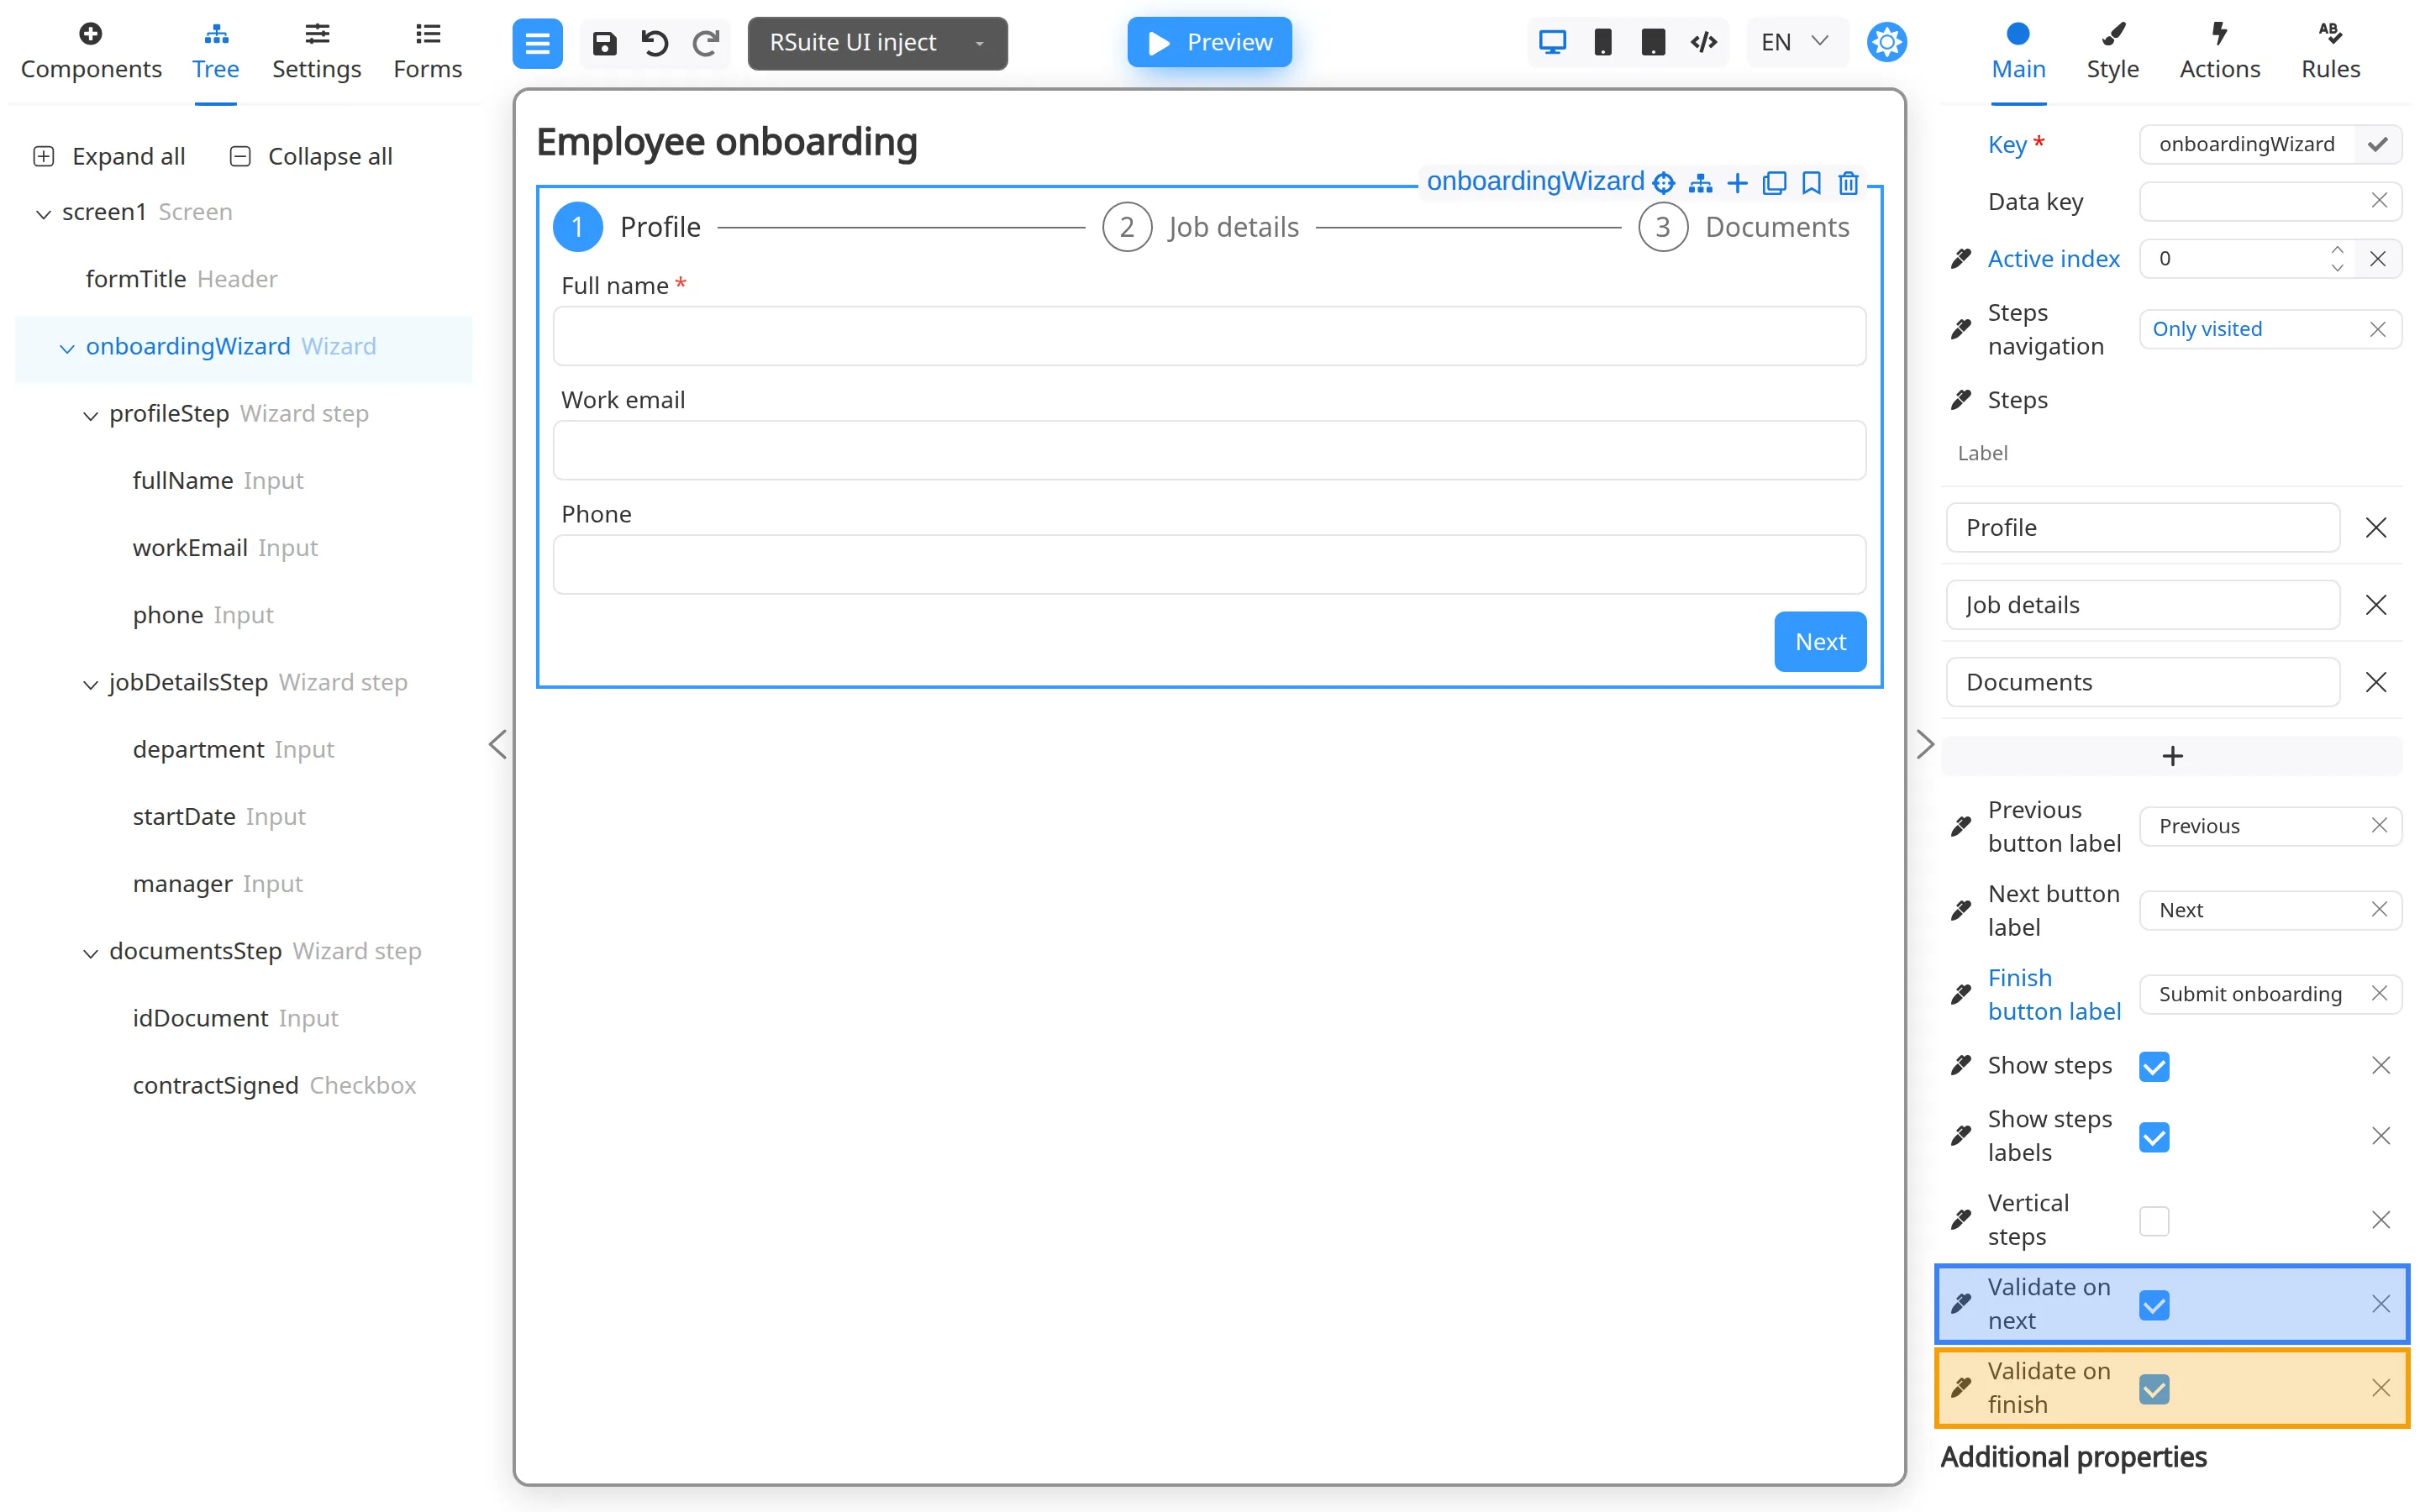 Components
Tree
Settings
Forms
RSuite UI inject
Preview
EN
Main
Style
Actions
Rules
Expand all
Collapse all
screen1 Screen
formTitle Header
onboardingWizard Wizard
profileStep Wizard step
fullName Input
workEmail Input
phone Input
jobDetailsStep Wizard step
department Input
startDate Input
manager Input
documentsStep Wizard step
idDocument Input
contractSigned Checkbox
Employee onboarding
onboardingWizard
1 Profile
2 Job details
3 Documents
Full name *
Work email
Phone
Next
Key * onboardingWizard
Data key
Active index 0
Steps
navigation
Only visited
Steps
Label
Profile
Job details
Documents
Previous
button label
Previous
Next button
label
Next
Finish
button label
Submit onboarding
Show steps
Show steps
labels
Vertical
steps
Validate on
next
Validate on
finish
Additional properties